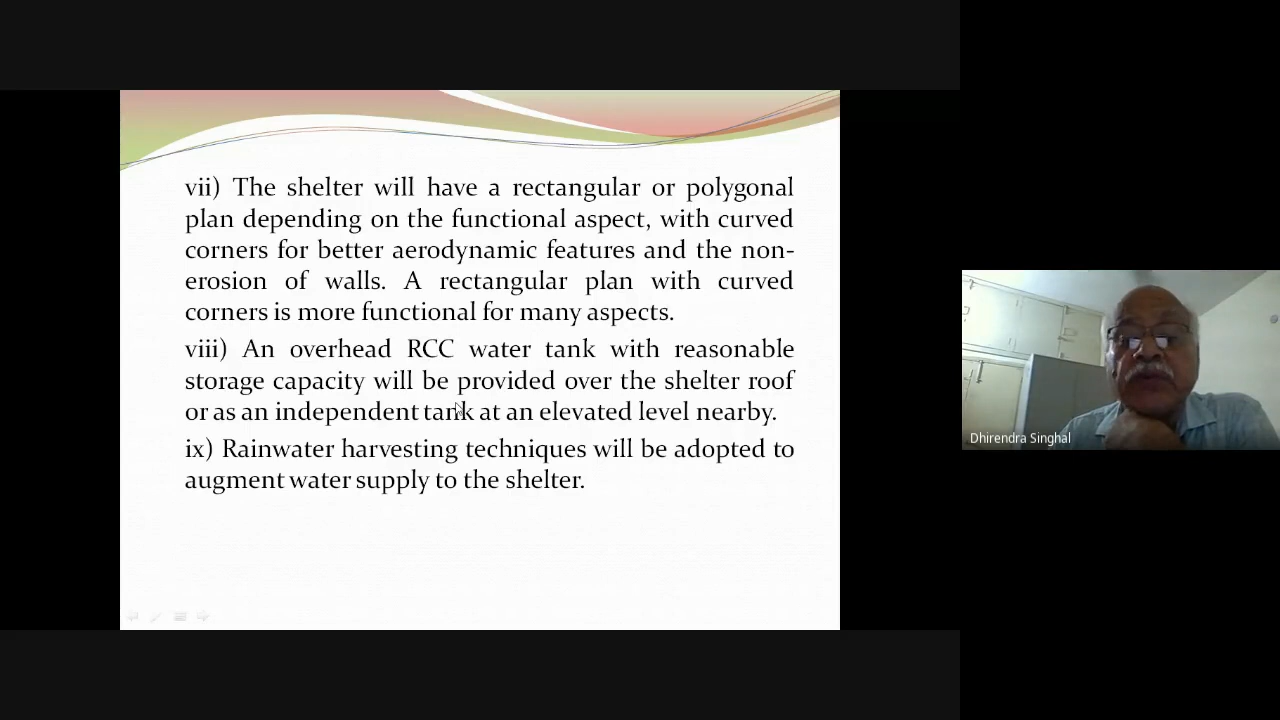 vii) The shelter will have a rectangular or polygonal
plan depending on the functional aspect, with curved
corners for better aerodynamic features and the non-
erosion of walls. A rectangular plan with curved
corners is more functional for many aspects.
viii) An overhead RCC water tank with reasonable
storage capacity will be provided over the shelter roof
or as an independent tank at an elevated level nearby.
ix) Rainwater harvesting techniques will be adopted to
augment water supply to the shelter.
Dhirendra Singhal